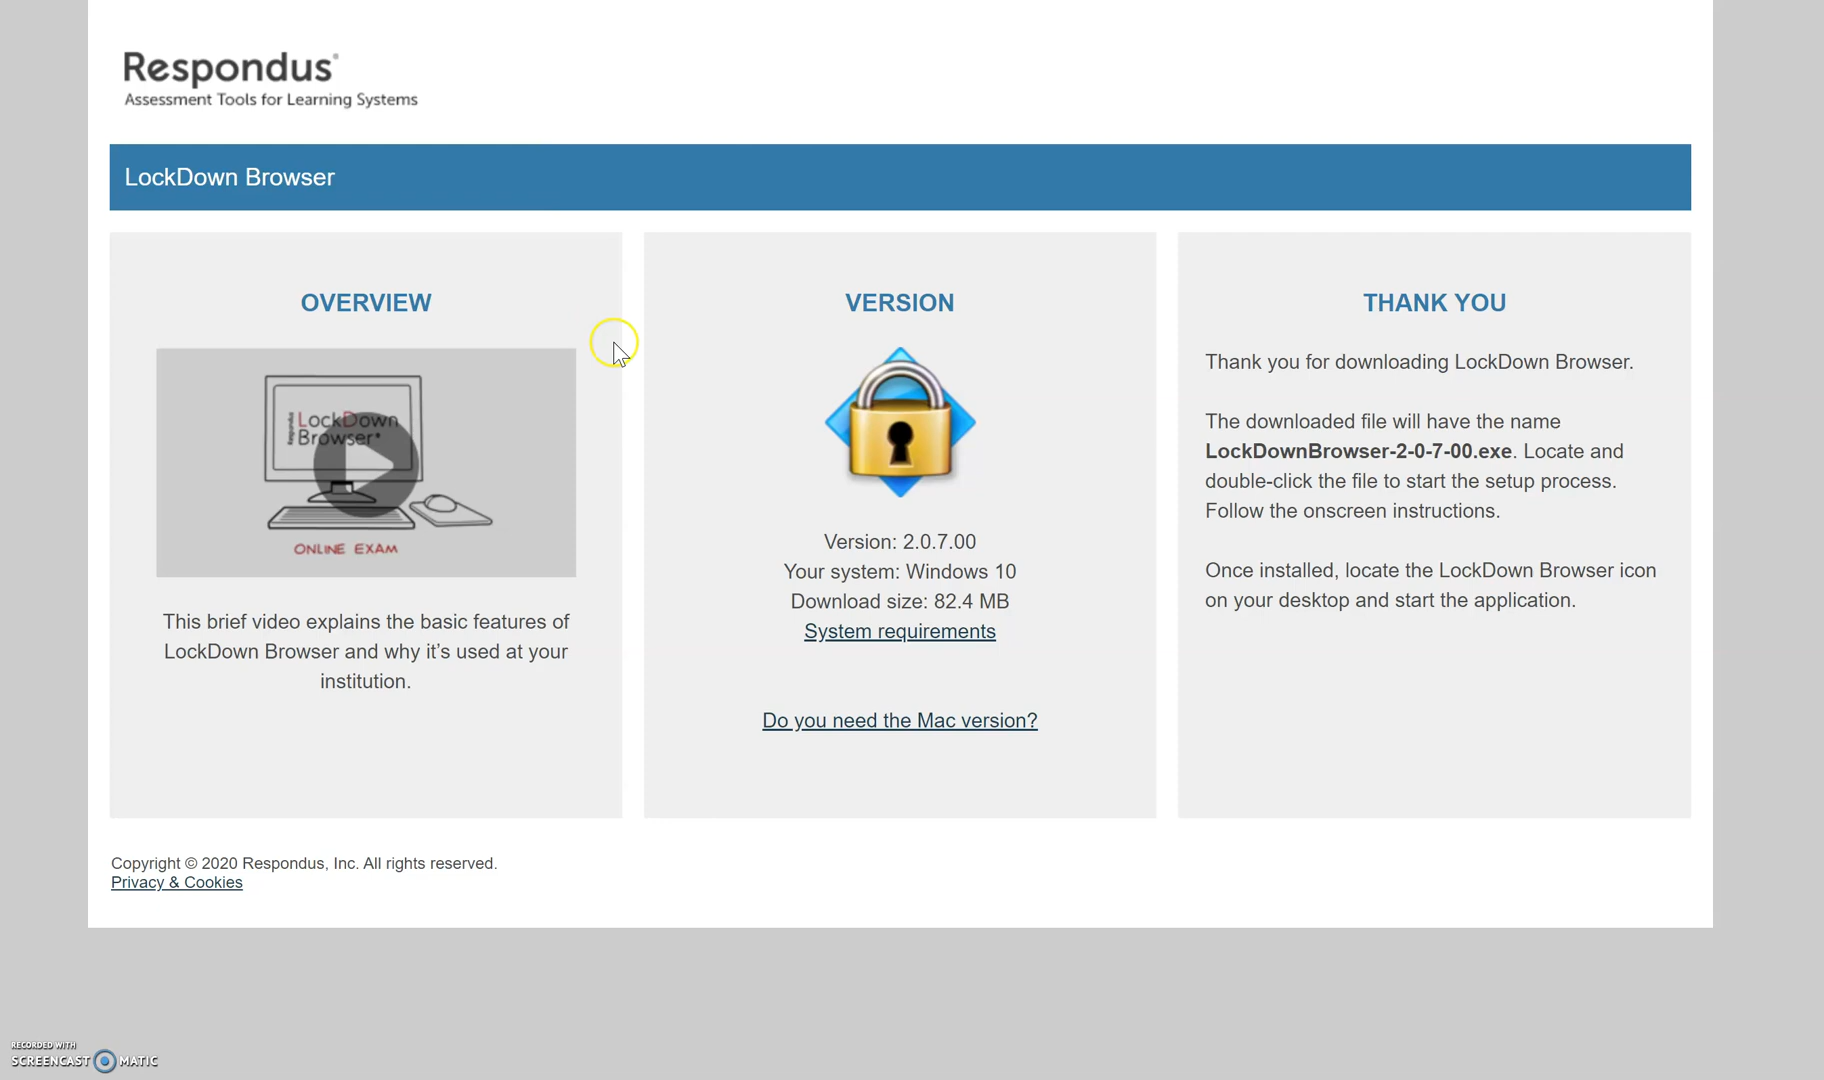 Respondus®
Assessment Tools for Learning Systems
LockDown Browser
OVERVIEW
Respondus
LockDown
Browser®
ONLINE EXAM
This brief video explains the basic features of
LockDown Browser and why it’s used at your
institution.
VERSION
Version: 2.0.7.00
Your system: Windows 10
Download size: 82.4 MB
System requirements
Do you need the Mac version?
THANK YOU
Thank you for downloading LockDown Browser.
The downloaded file will have the name
LockDownBrowser-2-0-7-00.exe. Locate and
double-click the file to start the setup process.
Follow the onscreen instructions.
Once installed, locate the LockDown Browser icon
on your desktop and start the application.
Copyright © 2020 Respondus, Inc. All rights reserved.
Privacy & Cookies
RECORDED WITH
SCREENCAST MATIC